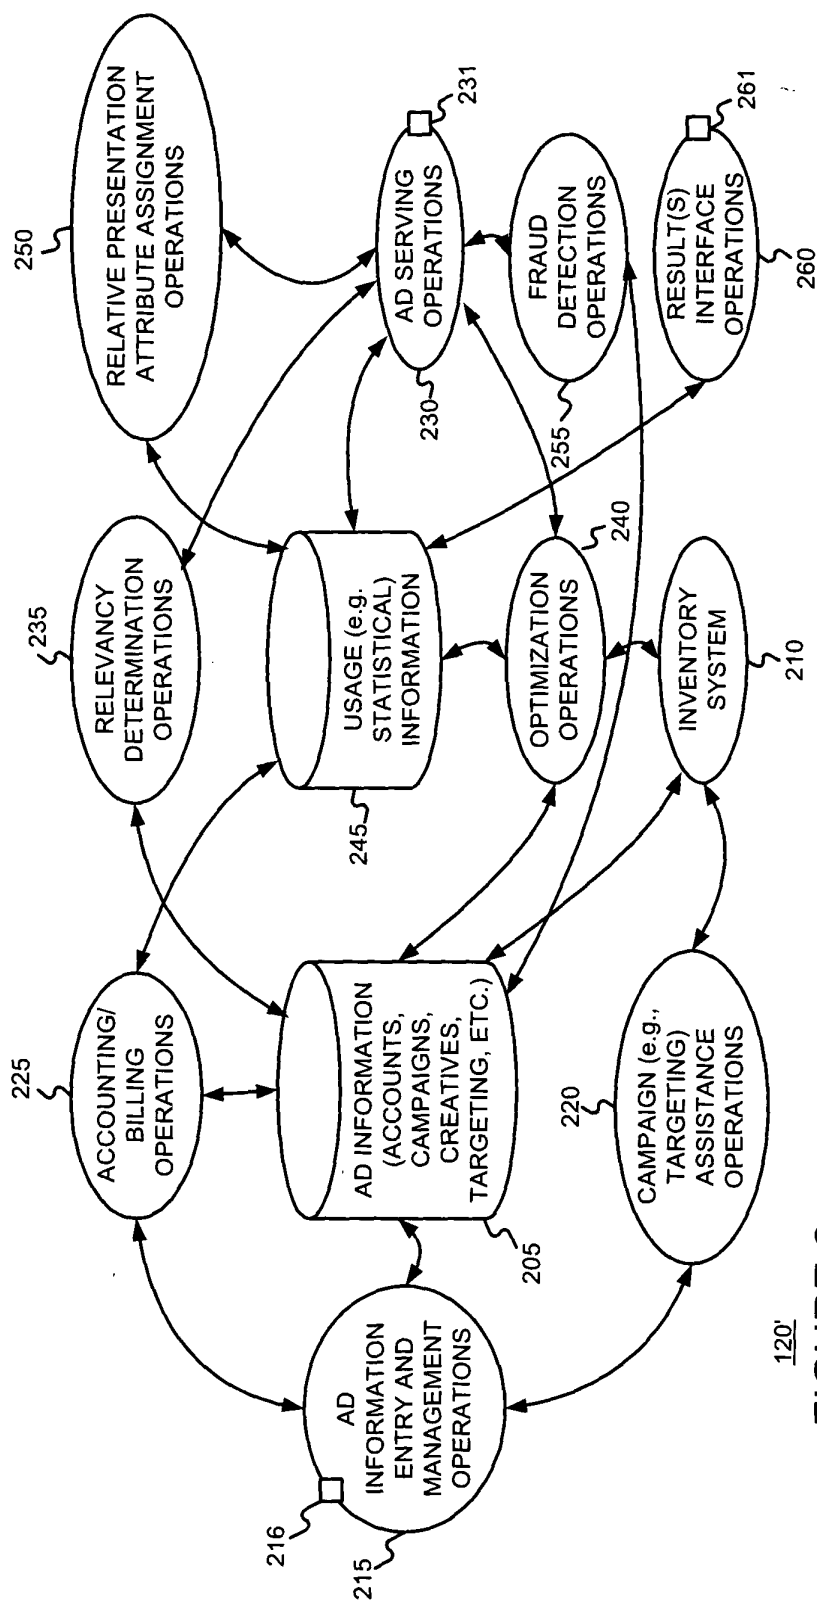 250
RELATIVE PRESENTATION
ATTRIBUTE ASSIGNMENT
OPERATIONS
235
RELEVANCY
DETERMINATION
OPERATIONS
225
ACCOUNTING/
BILLING
OPERATIONS
231
AD SERVING
OPERATIONS
230
USAGE (e.g.
STATISTICAL)
INFORMATION
245
AD INFORMATION
(ACCOUNTS,
CAMPAIGNS,
CREATIVES,
TARGETING, ETC.)
205
216
AD
INFORMATION
ENTRY AND
MANAGEMENT
OPERATIONS
215
FRAUD
DETECTION
OPERATIONS
255
OPTIMIZATION
OPERATIONS
240
261
RESULT(S)
INTERFACE
OPERATIONS
260
INVENTORY
SYSTEM
210
220
CAMPAIGN (e.g.,
TARGETING)
ASSISTANCE
OPERATIONS
120'
FIGURE